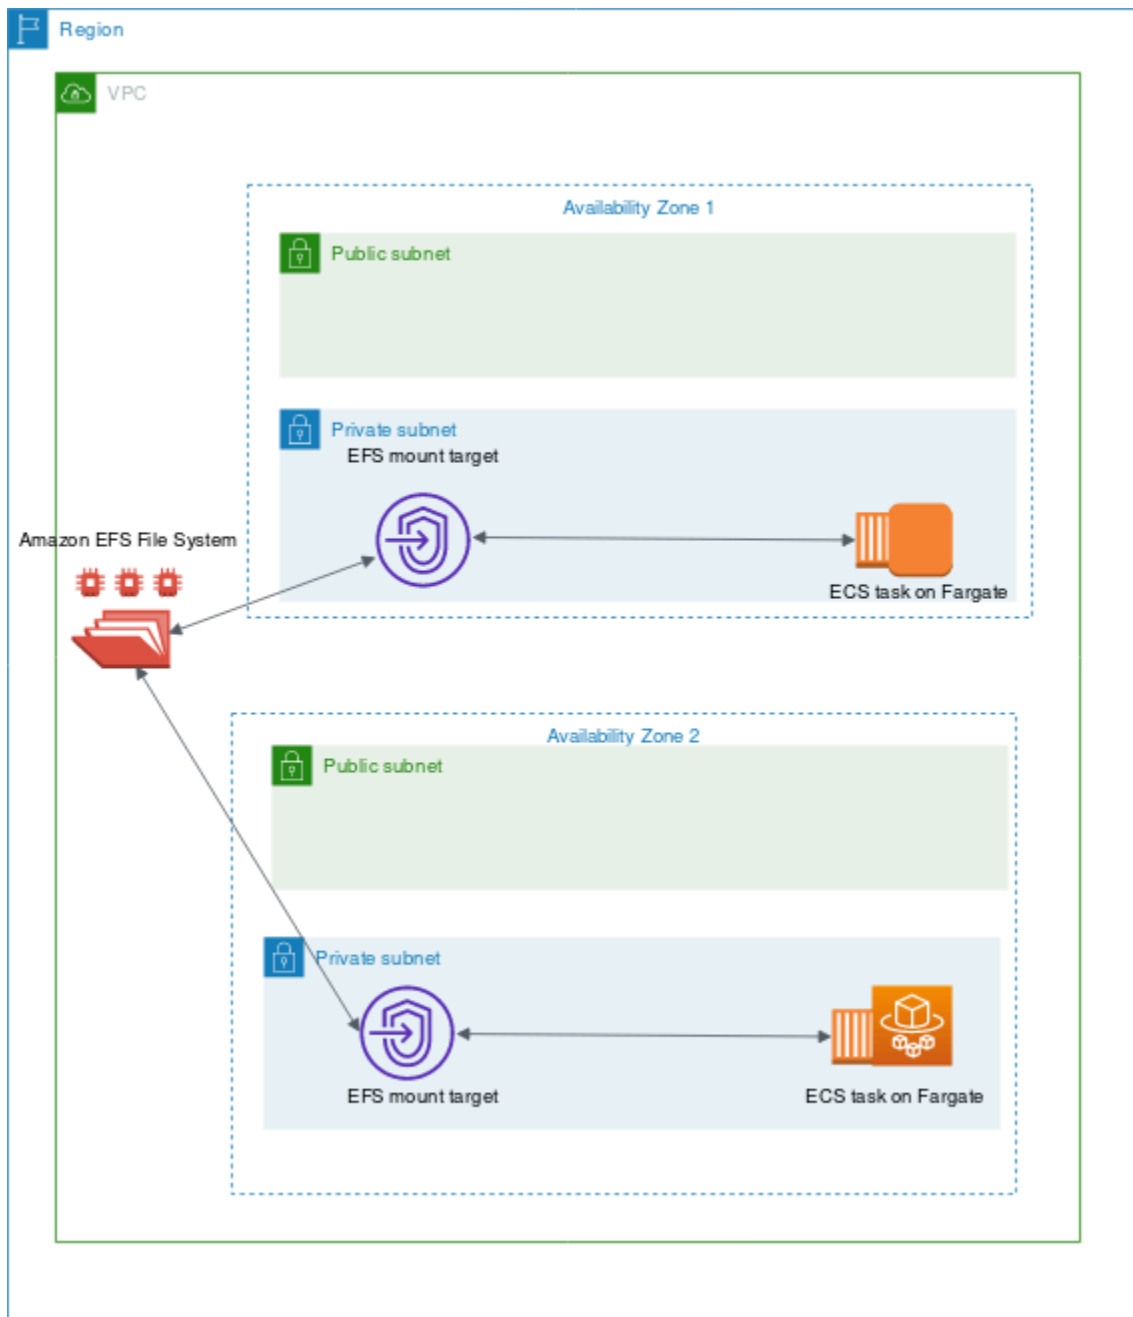 Region
VPC
Availability Zone 1
Public subnet
Private subnet
EFS mount target
Amazon EFS File System
ECS task on Fargate
Availability Zone 2
Public subnet
Private subnet
EFS mount target
ECS task on Fargate